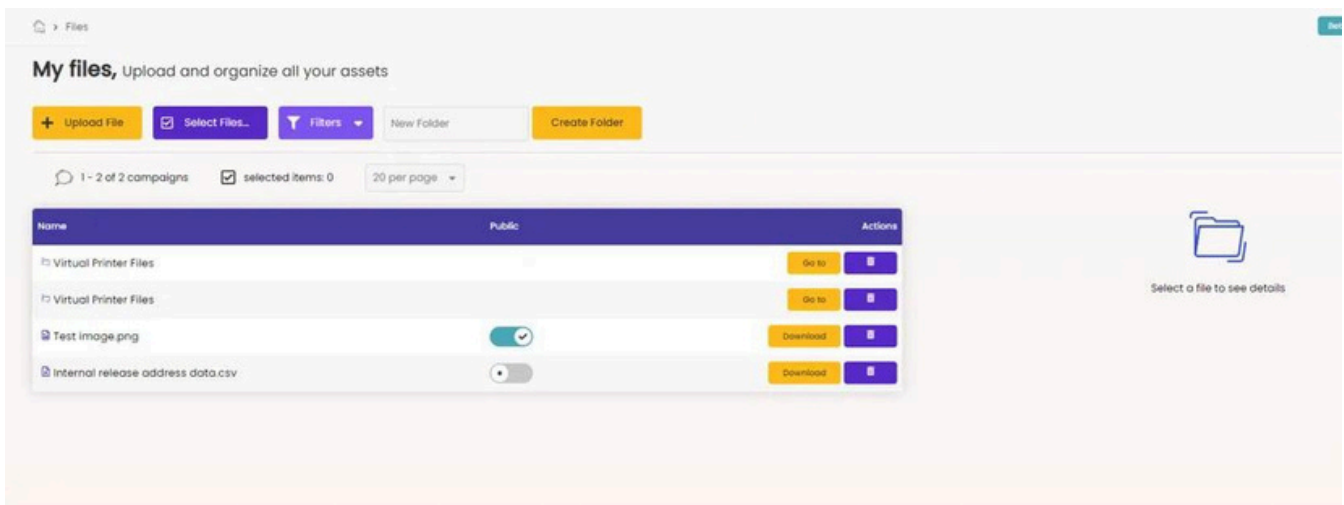 > Files
My files, Upload and organize all your assets
+ Upload File Select Files... Filters New Folder Create Folder
1 - 2 of 2 campaigns selected items: 0 20 per page
Name Public Actions
Virtual Printer Files Go to
Virtual Printer Files Go to
Select a file to see details
Test image.png Download
Internal release address data.csv Download